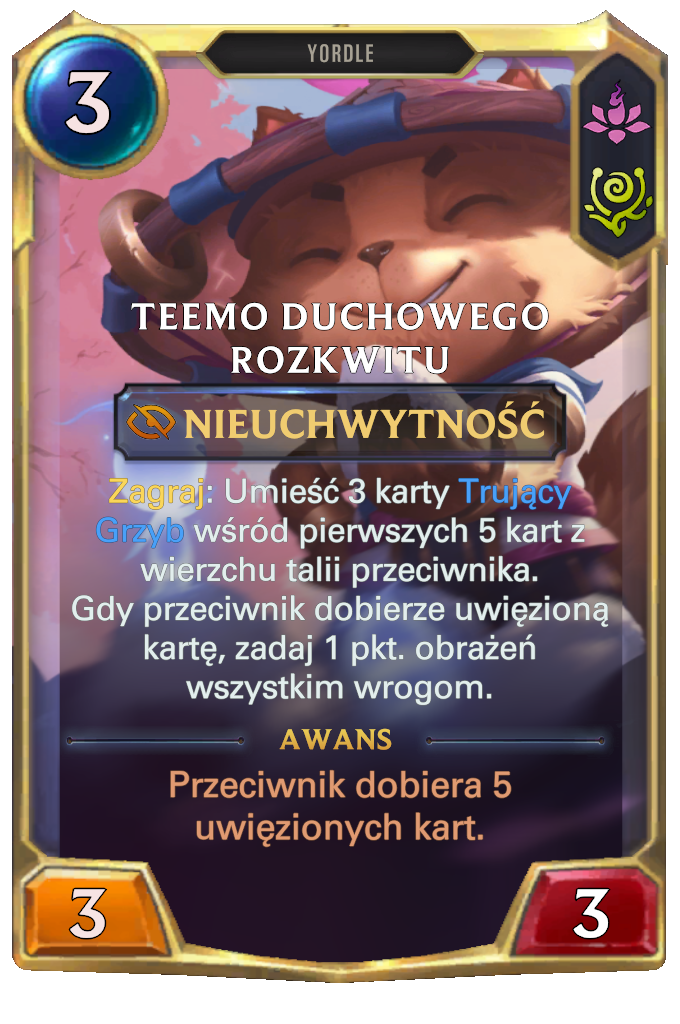 3
YORDLE
TEEMO DUCHOWEGO
ROZKWITU
NIEUCHWYTNOŚĆ
Zagraj: Umieść 3 karty Trujący
Grzyb wśród pierwszych 5 kart z
wierzchu talii przeciwnika.
Gdy przeciwnik dobierze uwięzioną
kartę, zadaj 1 pkt. obrażeń
wszystkim wrogom.
AWANS
Przeciwnik dobiera 5
uwięzionych kart.
3
3